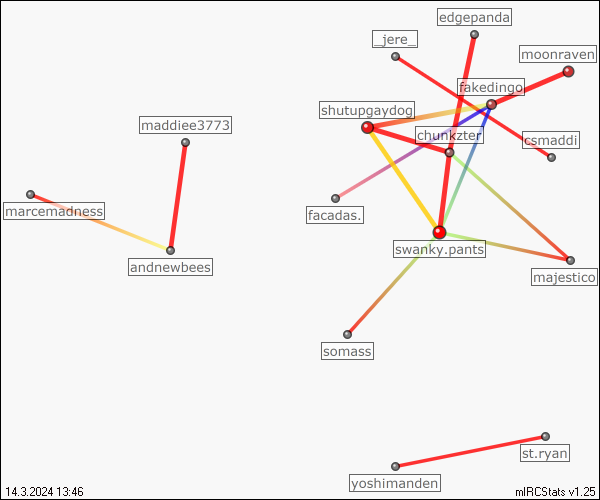 edgepanda
_jere_
moonraven
fakedingo
shutupgaydog
maddiee3773
chunkzter
csmaddi
marcemadness
facadas.
swanky.pants
andnewbees
majestico
somass
st.ryan
yoshimanden
14.3.2024 13:46
mIRCStats v1.25